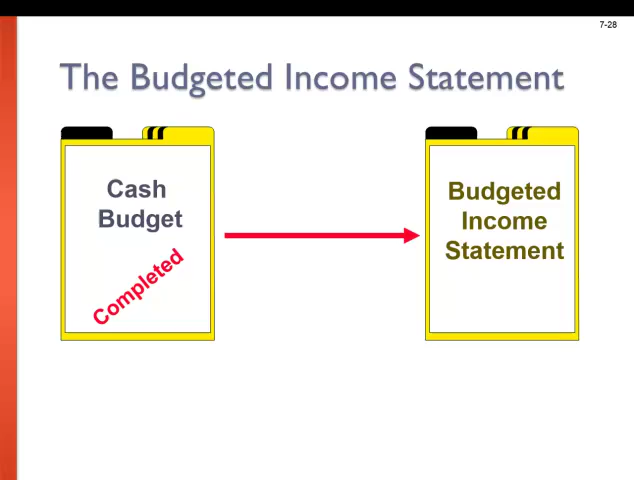 7-28
The Budgeted Income Statement
Cash
Budget
Completed
Budgeted
Income
Statement